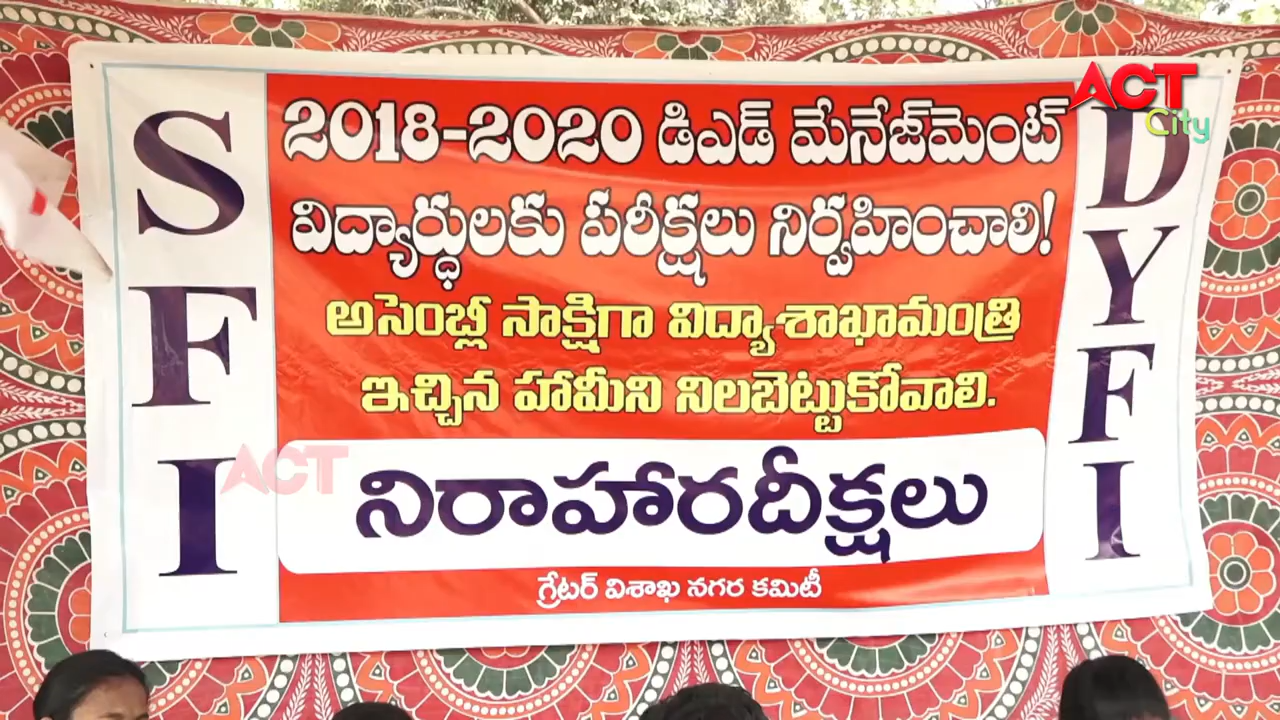 ACT
City
SFI
2018-2020 డిఎడ్ మేనేజ్‌మెంట్
విద్యార్ధులకు పరీక్షలు నిర్వహించాలి!
అసెంబ్లీ సాక్షిగా విద్యాశాఖామంత్రి
ఇచ్చిన హామీని నిలబెట్టుకోవాలి.
ACT
నిరాహారదీక్షలు
గ్రేటర్ విశాఖ నగర కమిటీ
DYFI